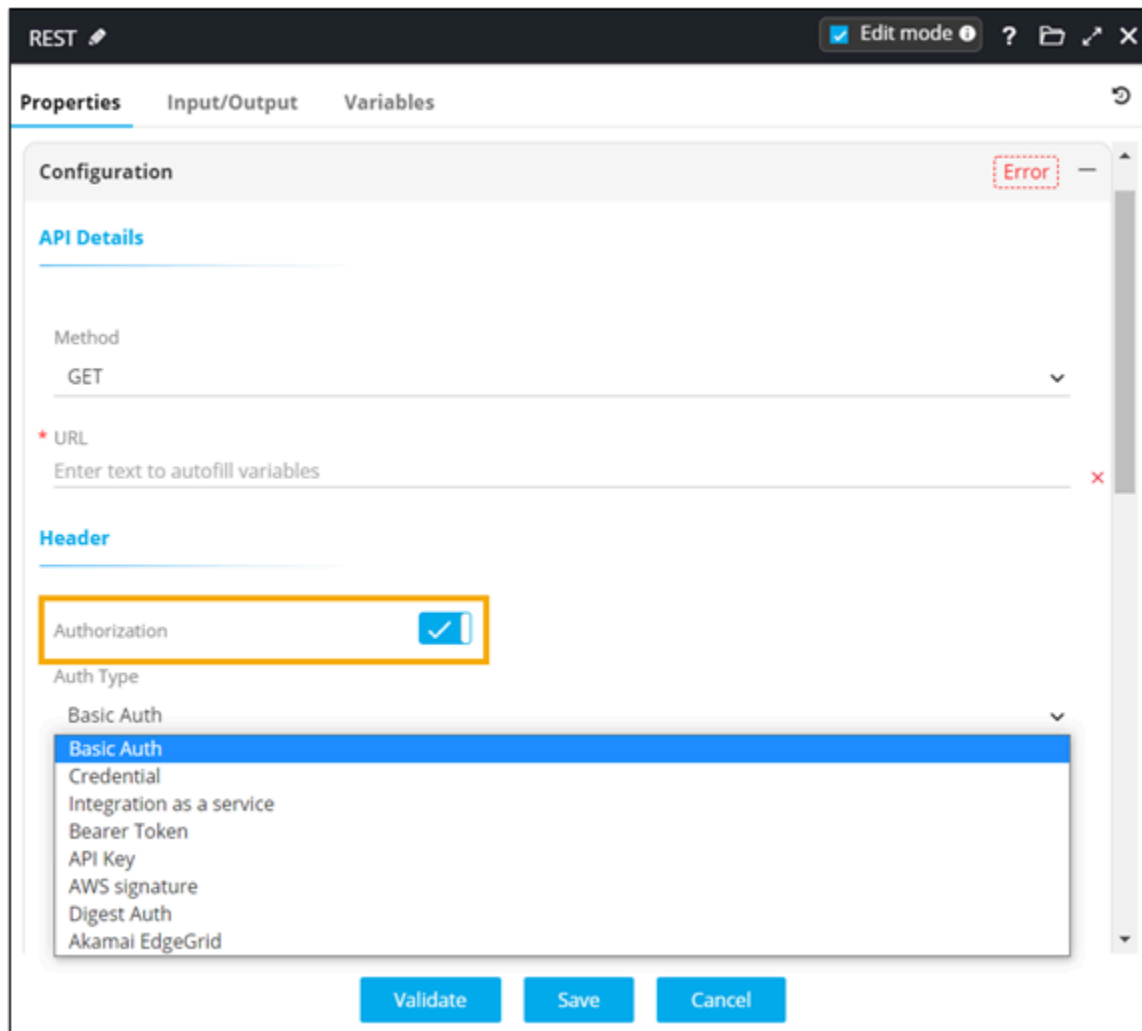 REST Edit mode ?
Properties Input/Output Variables
Configuration Error
API Details
Method
GET
* URL
Enter text to autofill variables
Header
Authorization
Auth Type
Basic Auth
Basic Auth
Credential
Integration as a service
Bearer Token
API Key
AWS signature
Digest Auth
Akamai EdgeGrid
Validate Save Cancel